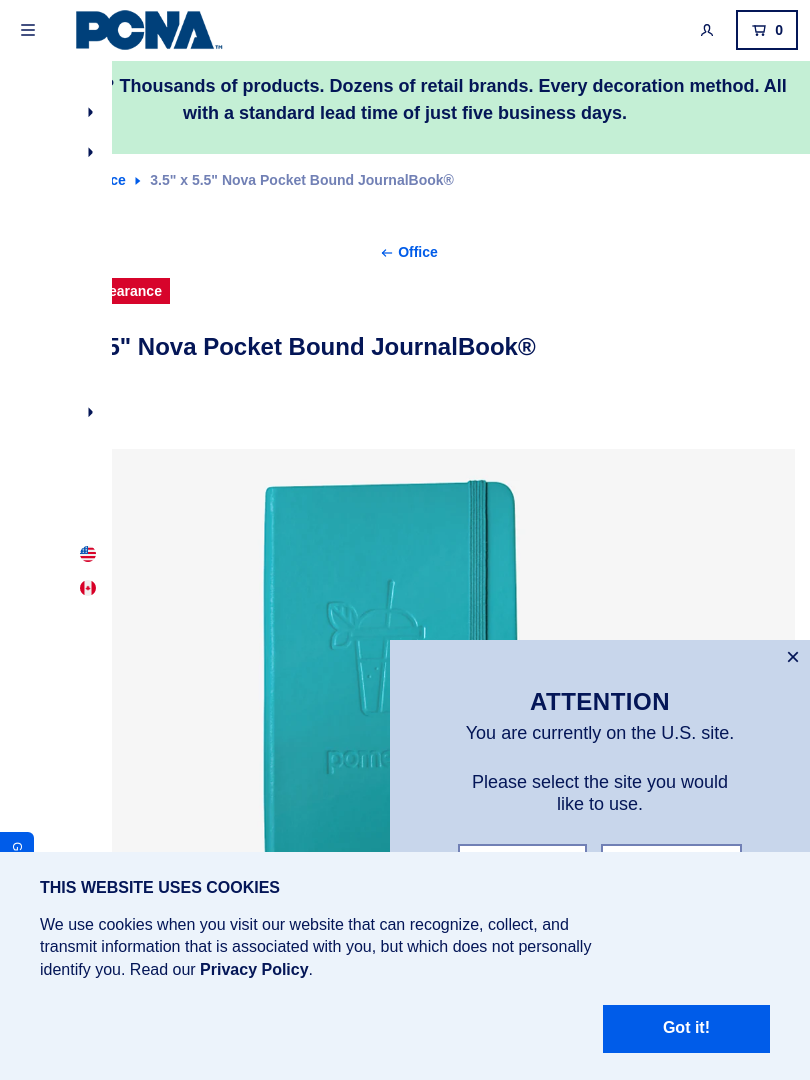 PCNA™
0
? Thousands of products. Dozens of retail brands. Every decoration method. All
with a standard lead time of just five business days.
3.5" x 5.5" Nova Pocket Bound JournalBook®
Office
5" Nova Pocket Bound JournalBook®
ATTENTION
You are currently on the U.S. site.
Please select the site you would
like to use.
G
THIS WEBSITE USES COOKIES
We use cookies when you visit our website that can recognize, collect, and
transmit information that is associated with you, but which does not personally
identify you. Read our Privacy Policy.
Got it!